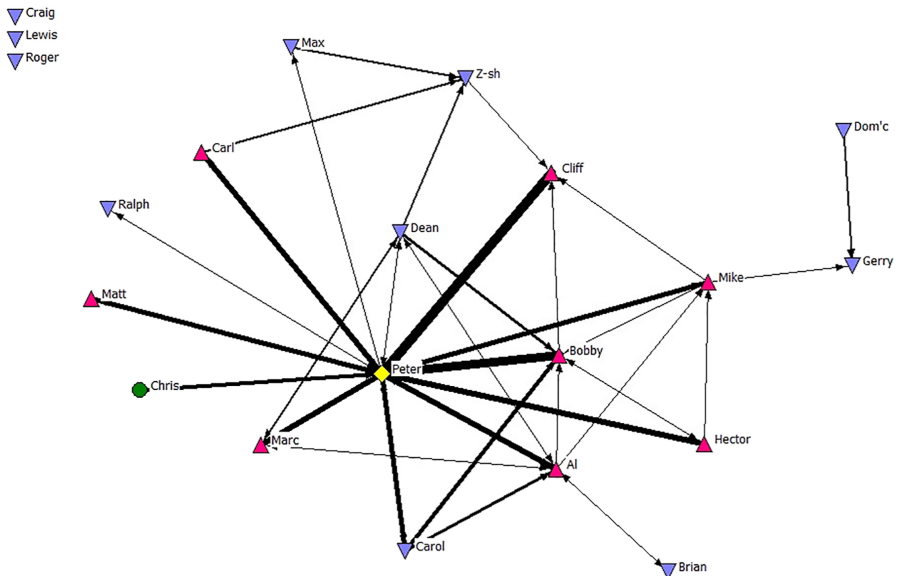 Craig
Lewis
Roger
Max
Z-sh
Dom'c
Carl
Cliff
Ralph
Dean
Gerry
Mike
Matt
Bobby
Peter
Chris
Marc
Hector
Al
Carol
Brian